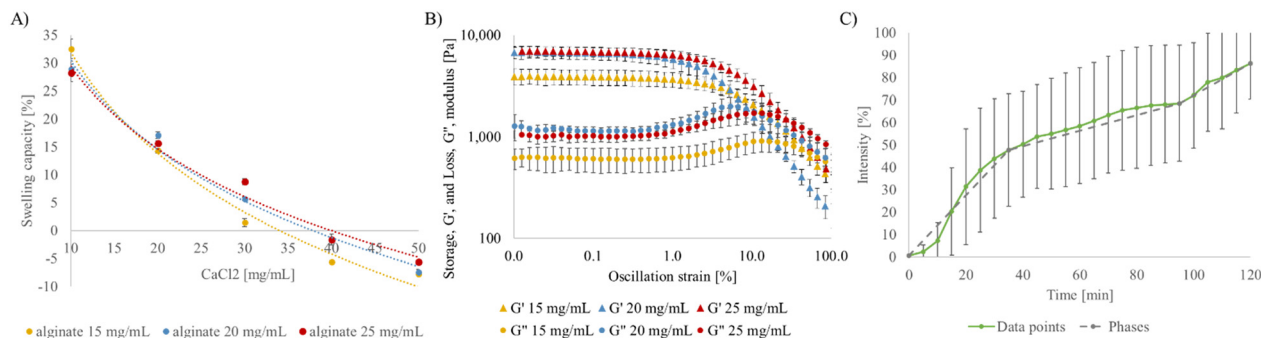 A)
Swelling capacity [%]
35
30
25
20
15
10
5
0
-5
-10
10 15 20 25 30 35 40 45 50
CaCl2 [mg/mL]
alginate 15 mg/mL alginate 20 mg/mL alginate 25 mg/mL
B)
Storage, G', and Loss, G'', modulus [Pa]
10,000
1,000
100
0.0 0.1 1.0 10.0 100.0
Oscillation strain [%]
G' 15 mg/mL G' 20 mg/mL G' 25 mg/mL
G'' 15 mg/mL G'' 20 mg/mL G'' 25 mg/mL
C)
Intensity [%]
100
90
80
70
60
50
40
30
20
10
0
0 20 40 60 80 100 120
Time [min]
Data points Phases